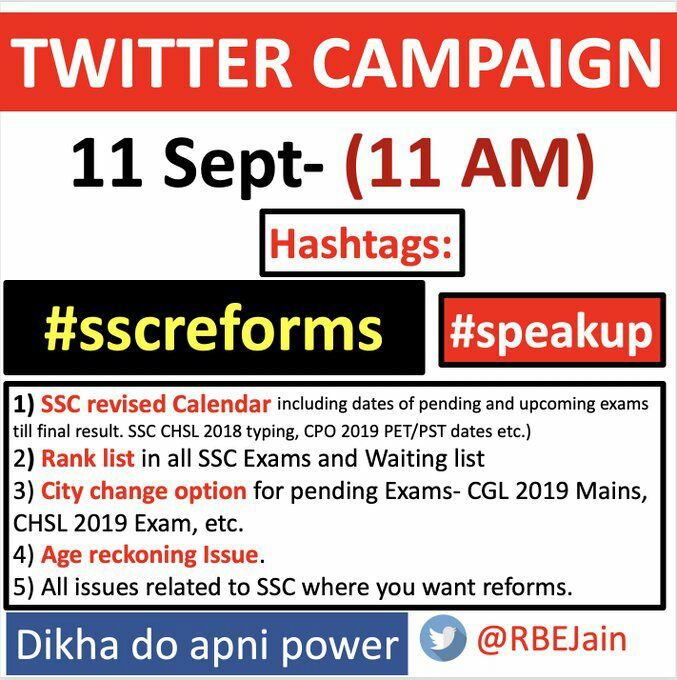 TWITTER CAMPAIGN
11 Sept- (11 AM)
Hashtags:
#sscreforms
#speakup
1) SSC revised Calendar including dates of pending and upcoming exams
till final result. SSC CHSL 2018 typing, CPO 2019 PET/PST dates etc.)
2) Rank list in all SSC Exams and Waiting list
3) City change option for pending Exams- CGL 2019 Mains,
CHSL 2019 Exam, etc.
4) Age reckoning Issue.
5) All issues related to SSC where you want reforms.
Dikha do apni power
@RBEJain